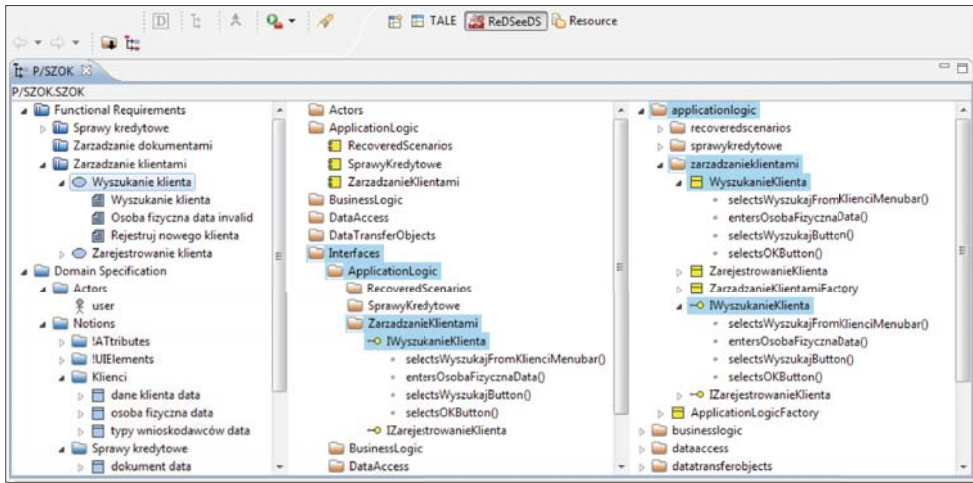 TALE ReDSeeDS Resource
P/SZOK
P/SZOK.SZOK
Functional Requirements
Sprawy kredytowe
Zarzadzanie dokumentami
Zarzadzanie klientami
Wyszukanie klienta
Wyszukanie klienta
Osoba fizyczna data invalid
Rejestruj nowego klienta
Zarejestrowanie klienta
Domain Specification
Actors
user
Notions
!ATtributes
!UIElements
Klienci
dane klienta data
osoba fizyczna data
typy wnioskodawców data
Sprawy kredytowe
dokument data
Actors
ApplicationLogic
RecoveredScenarios
SprawyKredytowe
ZarzadzanieKlientami
BusinessLogic
DataAccess
DataTransferObjects
Interfaces
ApplicationLogic
RecoveredScenarios
SprawyKredytowe
ZarzadzanieKlientami
IWyszukanieKlienta
selectsWyszukajFromKlienciMenubar()
entersOsobaFizycznaData()
selectsWyszukajButton()
selectsOKButton()
IZarejestrowanieKlienta
BusinessLogic
DataAccess
applicationlogic
recoveredscenarios
sprawykredytowe
zarzadzanieklientami
WyszukanieKlienta
selectsWyszukajFromKlienciMenubar()
entersOsobaFizycznaData()
selectsWyszukajButton()
selectsOKButton()
ZarejestrowanieKlienta
ZarzadzanieKlientamiFactory
IWyszukanieKlienta
selectsWyszukajFromKlienciMenubar()
entersOsobaFizycznaData()
selectsWyszukajButton()
selectsOKButton()
IZarejestrowanieKlienta
ApplicationLogicFactory
businesslogic
dataaccess
datatransferobjects